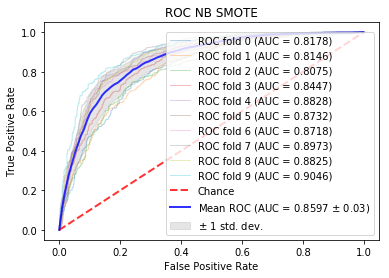 ROC NB SMOTE
True Positive Rate
1.0
0.8
0.6
0.4
0.2
0.0
ROC fold 0 (AUC = 0.8178)
ROC fold 1 (AUC = 0.8146)
ROC fold 2 (AUC = 0.8075)
ROC fold 3 (AUC = 0.8447)
ROC fold 4 (AUC = 0.8828)
ROC fold 5 (AUC = 0.8732)
ROC fold 6 (AUC = 0.8718)
ROC fold 7 (AUC = 0.8973)
ROC fold 8 (AUC = 0.8825)
ROC fold 9 (AUC = 0.9046)
Chance
Mean ROC (AUC = 0.8597 ± 0.03)
± 1 std. dev.
0.0 0.2 0.4 0.6 0.8 1.0
False Positive Rate